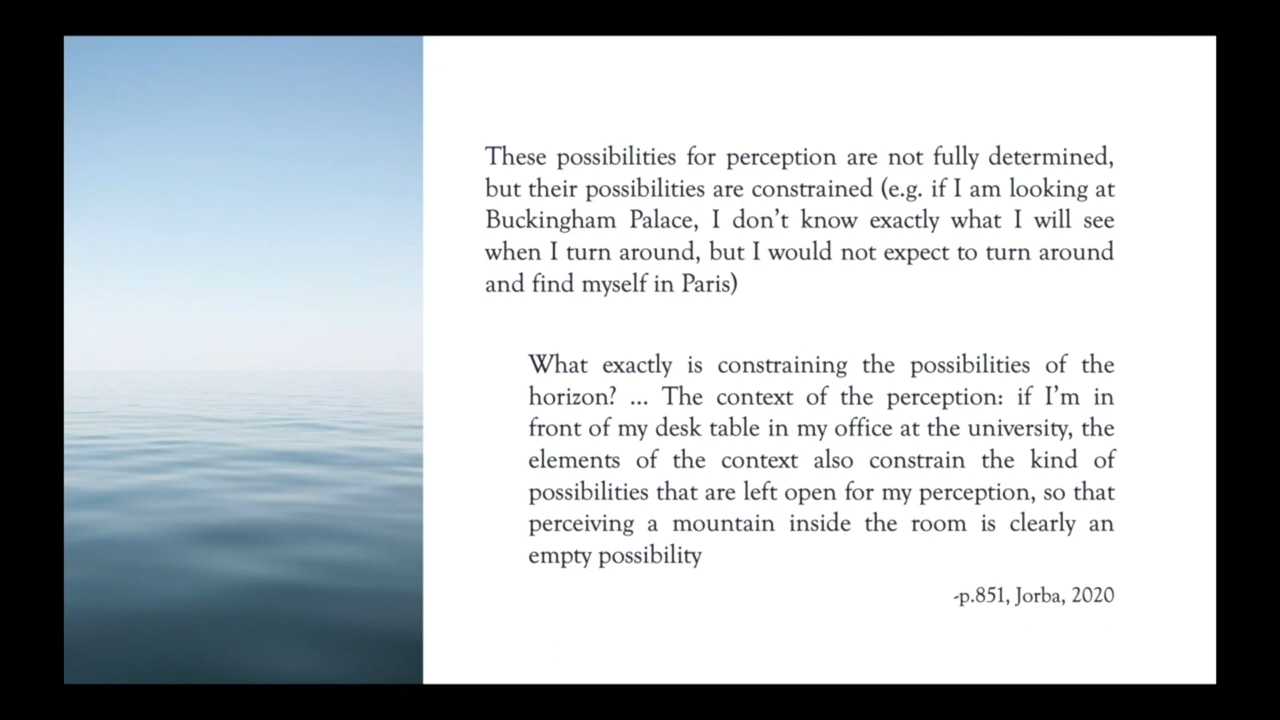 These possibilities for perception are not fully determined,
but their possibilities are constrained (e.g. if I am looking at
Buckingham Palace, I don’t know exactly what I will see
when I turn around, but I would not expect to turn around
and find myself in Paris)
What exactly is constraining the possibilities of the
horizon? ... The context of the perception: if I’m in
front of my desk table in my office at the university, the
elements of the context also constrain the kind of
possibilities that are left open for my perception, so that
perceiving a mountain inside the room is clearly an
empty possibility
-p.851, Jorba, 2020